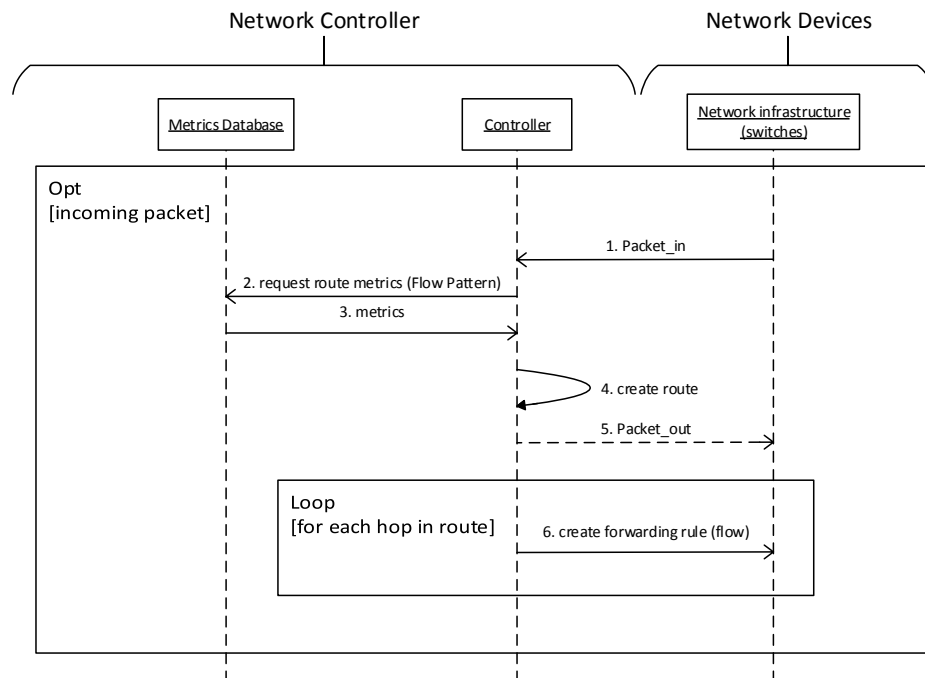 Network Controller
Network Devices
Metrics Database
Controller
Network infrastructure
(switches)
Opt
[incoming packet]
1. Packet_in
2. request route metrics (Flow Pattern)
3. metrics
4. create route
5. Packet_out
Loop
[for each hop in route]
6. create forwarding rule (flow)